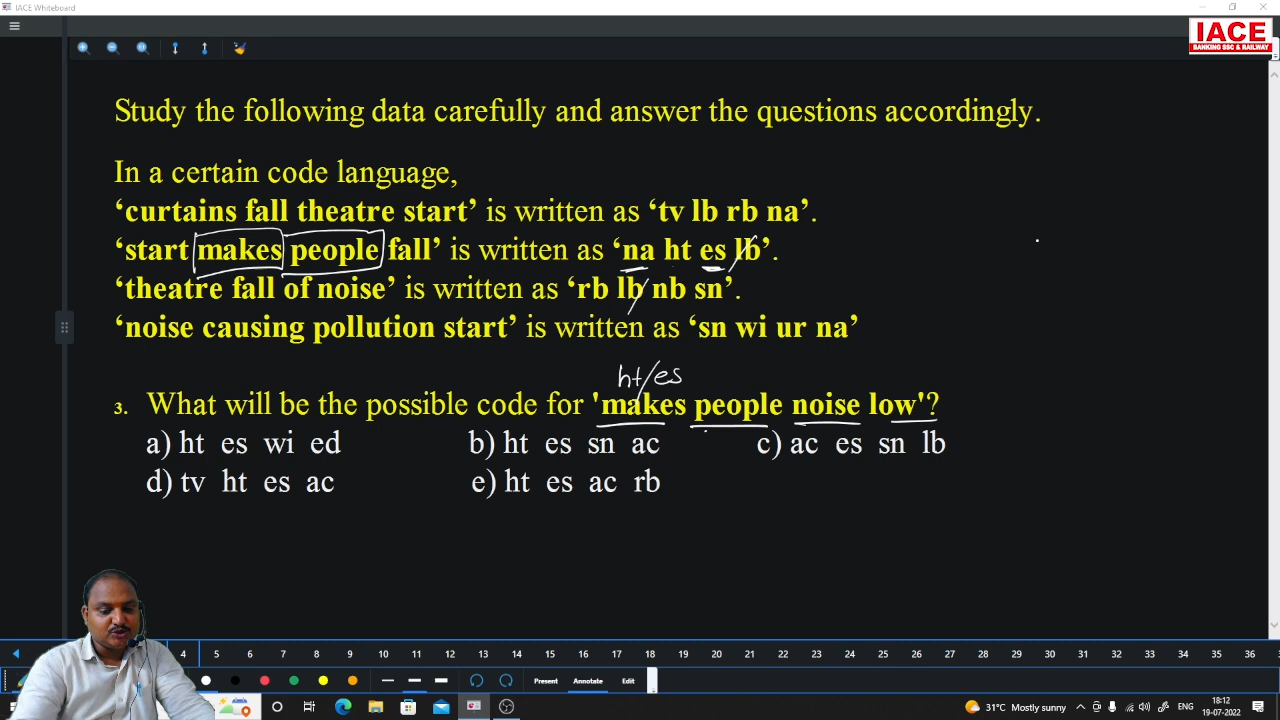 IACE Whiteboard
IACE
BANKING SSC & RAILWAY
Study the following data carefully and answer the questions accordingly.
In a certain code language,
‘curtains fall theatre start’ is written as ‘tv lb rb na’.
‘start makes people fall’ is written as ‘na ht es lb’.
‘theatre fall of noise’ is written as ‘rb lb nb sn’.
‘noise causing pollution start’ is written as ‘sn wi ur na’
ht/es
3. What will be the possible code for 'makes people noise low'?
a) ht es wi ed b) ht es sn ac c) ac es sn lb
d) tv ht es ac e) ht es ac rb
4 5 6 7 8 9 10 11 12 13 14 15 16 17 18 19 20 21 22 23 24 25 26 27 28 29 30 31 32 33 34 35 36
Present Annotate Edit
31°C Mostly sunny ENG 18:12
19-07-2022